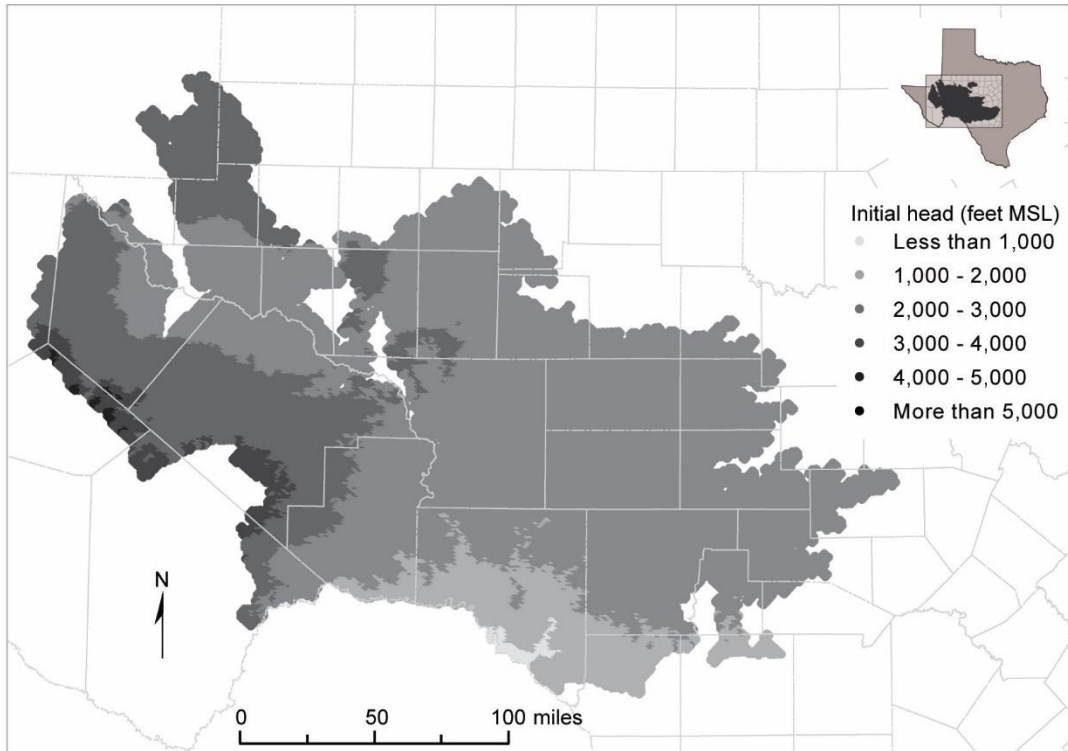 Initial head (feet MSL)
Less than 1,000
1,000 - 2,000
2,000 - 3,000
3,000 - 4,000
4,000 - 5,000
More than 5,000
N
0 50 100 miles